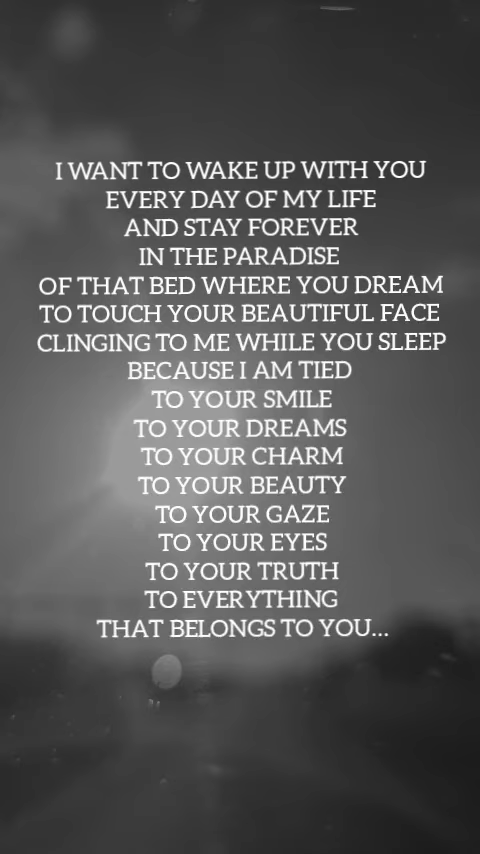 I WANT TO WAKE UP WITH YOU
EVERY DAY OF MY LIFE
AND STAY FOREVER
IN THE PARADISE
OF THAT BED WHERE YOU DREAM
TO TOUCH YOUR BEAUTIFUL FACE
CLINGING TO ME WHILE YOU SLEEP
BECAUSE I AM TIED
TO YOUR SMILE
TO YOUR DREAMS
TO YOUR CHARM
TO YOUR BEAUTY
TO YOUR GAZE
TO YOUR EYES
TO YOUR TRUTH
TO EVERYTHING
THAT BELONGS TO YOU...